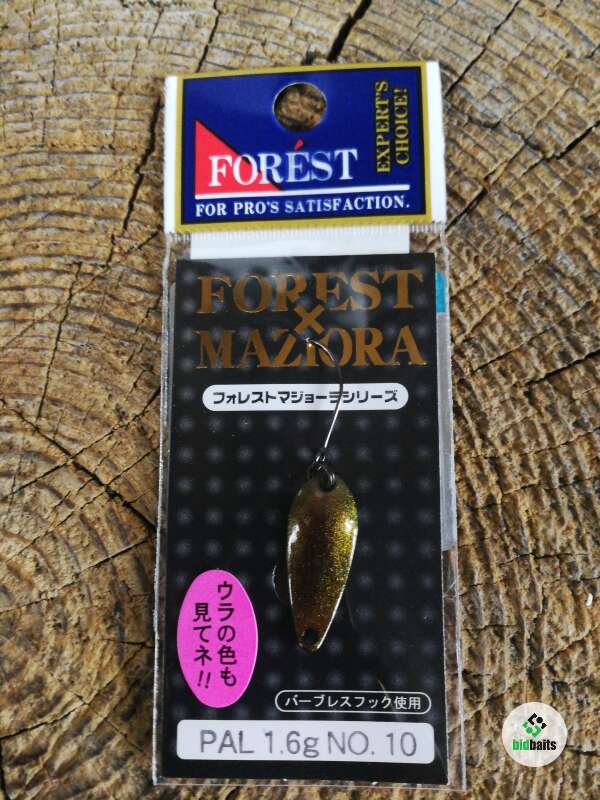 EXPERT'S
CHOICE!
FORÉST
FOR PRO'S SATISFACTION.
FOREST
×
MAZIORA
フォレストマジョーラシリーズ
ウラの色も
見てネ!!
バーブレスフック使用
PAL 1.6g NO. 10
bidbaits